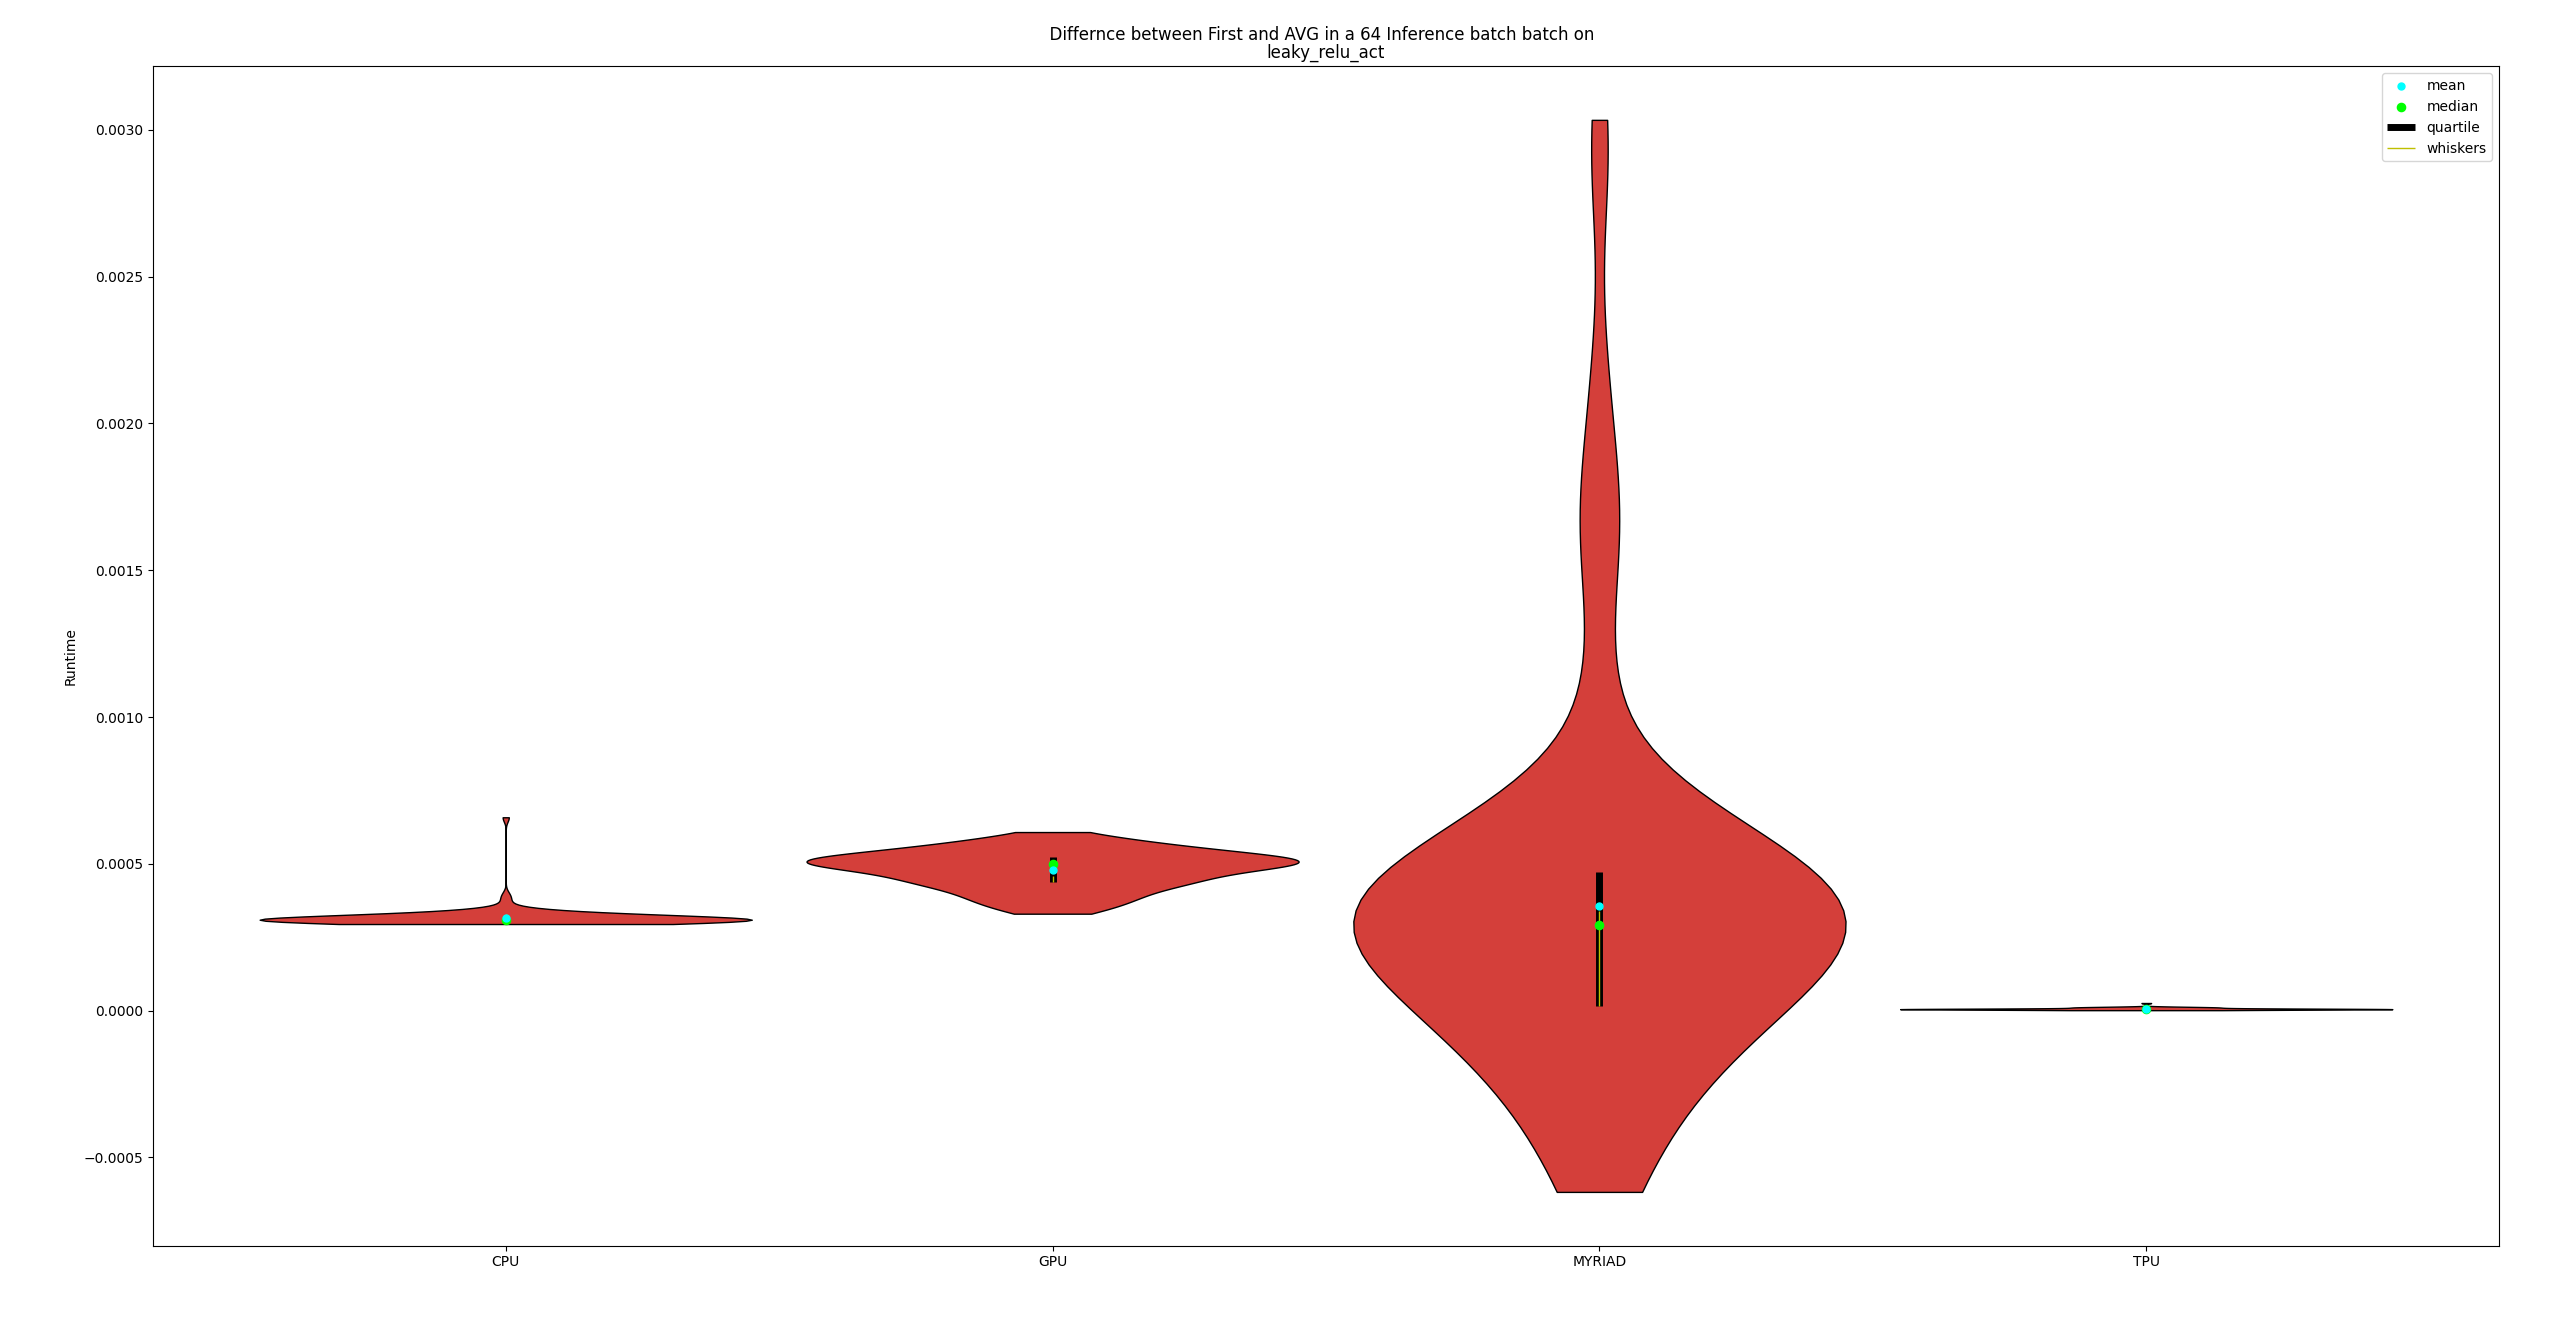 Differnce between First and AVG in a 64 Inference batch batch on
leaky_relu_act
mean
median
quartile
whiskers
0.0030
0.0025
0.0020
0.0015
0.0010
0.0005
0.0000
−0.0005
Runtime
CPU
GPU
MYRIAD
TPU